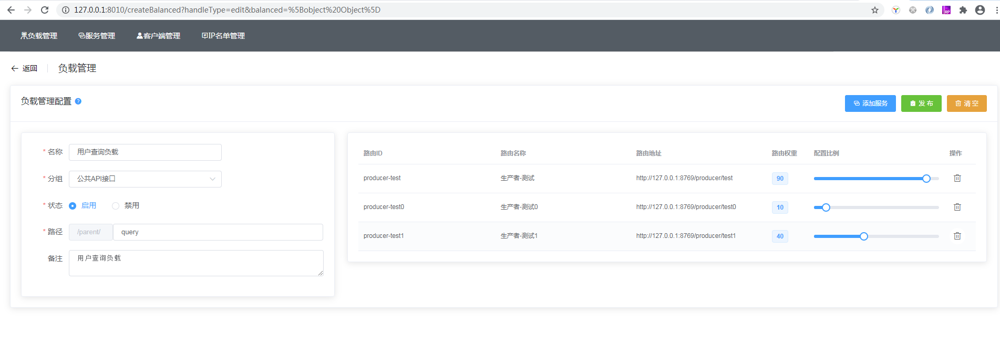 127.0.0.1:8010/createBalanced?handleType=edit&balanced=%5Bobject%20Object%5D
负载管理 服务管理 客户端管理 IP名单管理
返回 负载管理
负载管理配置 ?
添加服务 发 布 清 空
* 名称 用户查询负载
* 分组 公共API接口
* 状态 启用 禁用
* 路径 /parent/ query
备注 用户查询负载
路由ID 路由名称 路由地址 路由权重 配置比例 操作
producer-test 生产者-测试 http://127.0.0.1:8769/producer/test 90
producer-test0 生产者-测试0 http://127.0.0.1:8769/producer/test0 10
producer-test1 生产者-测试1 http://127.0.0.1:8769/producer/test1 40